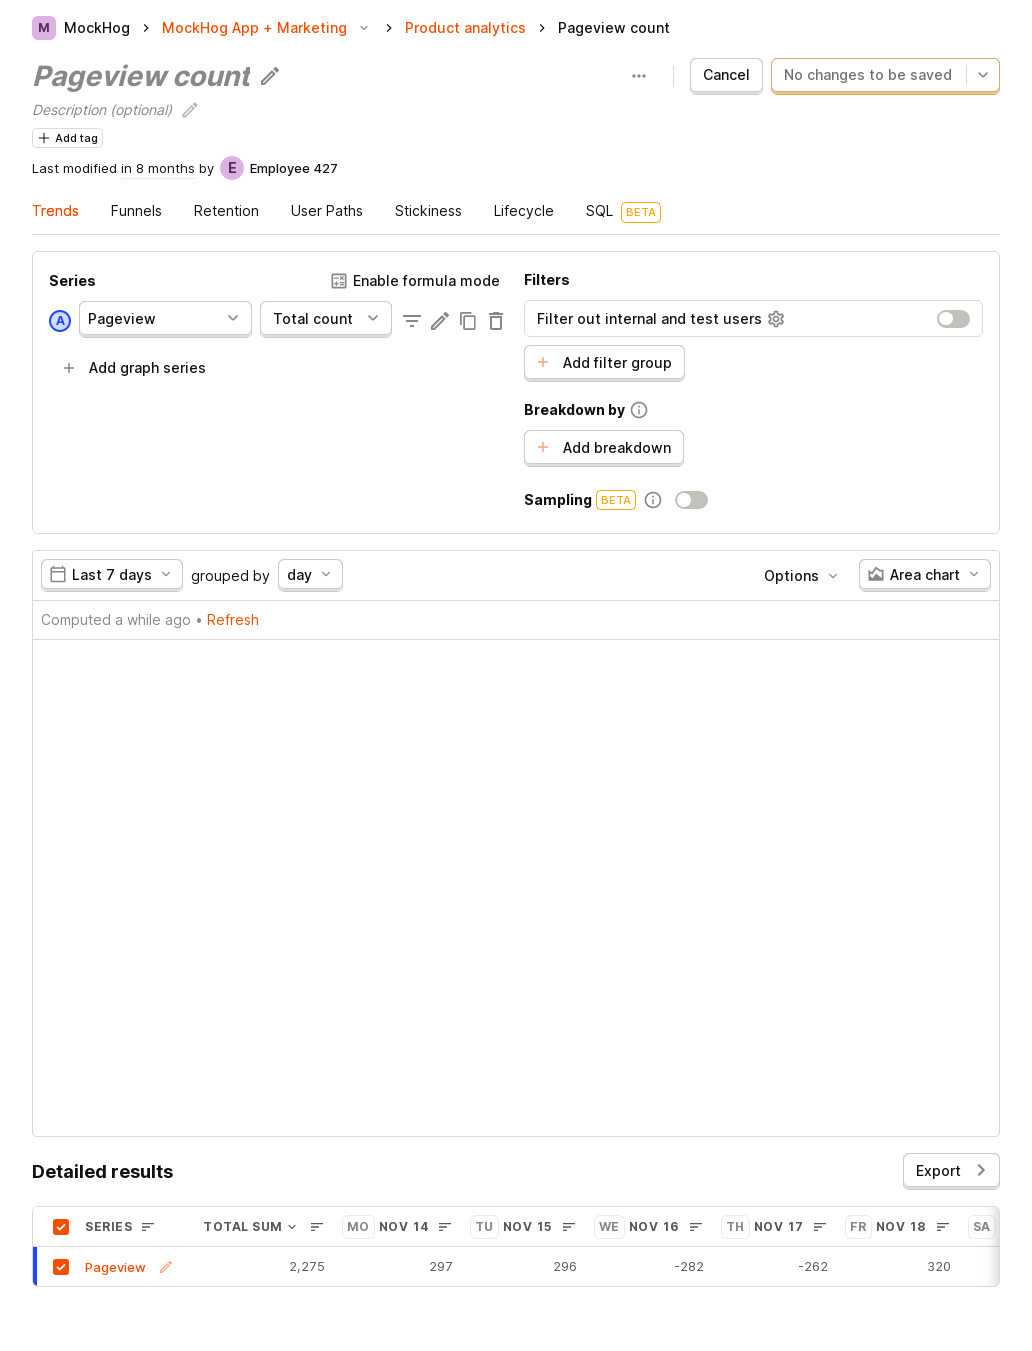 M MockHog > MockHog App + Marketing > Product analytics > Pageview count
Pageview count
Cancel
No changes to be saved
Description (optional)
+ Add tag
Last modified in 8 months by E Employee 427
Trends Funnels Retention User Paths Stickiness Lifecycle SQL BETA
Series
Enable formula mode
A Pageview Total count
+ Add graph series
Filters
Filter out internal and test users
+ Add filter group
Breakdown by
+ Add breakdown
Sampling BETA
Last 7 days grouped by day Options Area chart
Computed a while ago • Refresh
Detailed results
Export
SERIES TOTAL SUM MO NOV 14 TU NOV 15 WE NOV 16 TH NOV 17 FR NOV 18 SA
Pageview 2,275 297 296 -282 -262 320